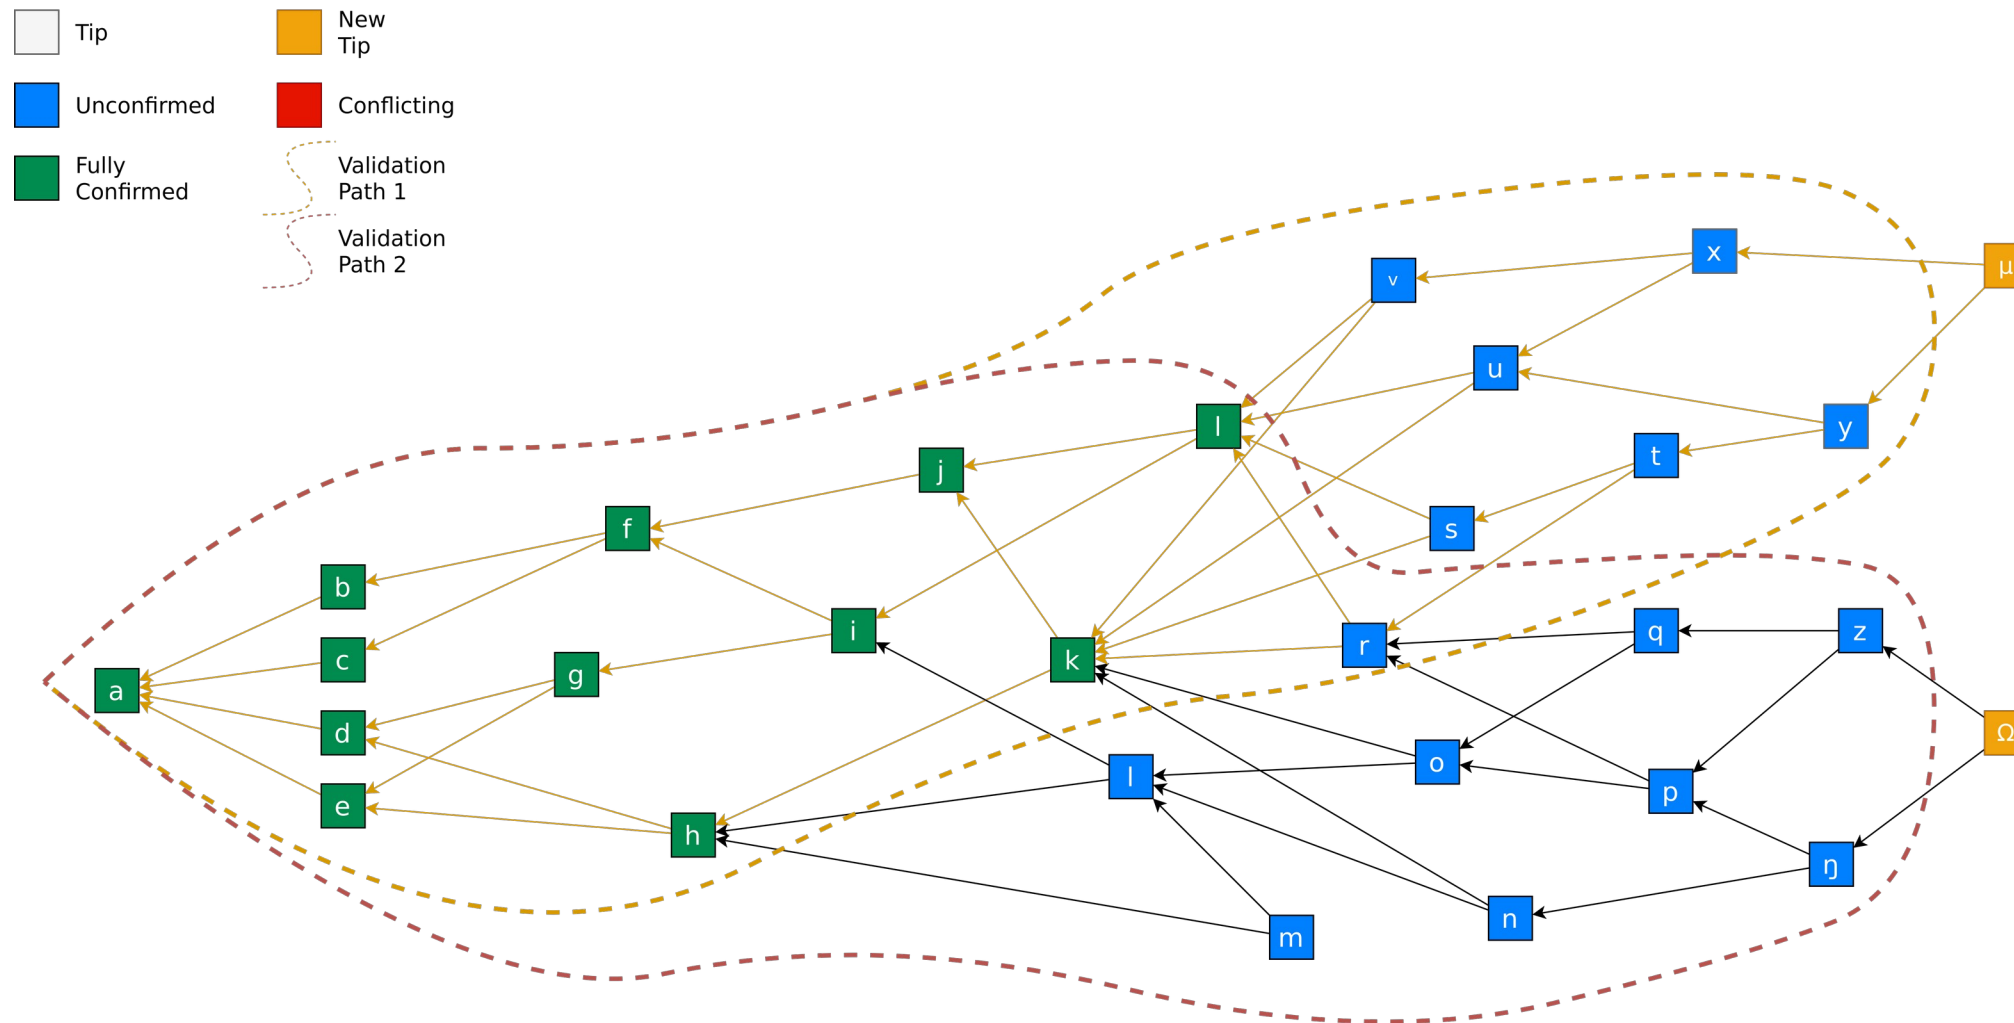 Tip
New
Tip
Unconfirmed
Conflicting
Fully
Confirmed
Validation
Path 1
Validation
Path 2
x
μ
v
u
l
y
t
j
f
s
b
i
q
z
r
c
k
g
a
d
Ω
o
l
p
e
h
ŋ
n
m